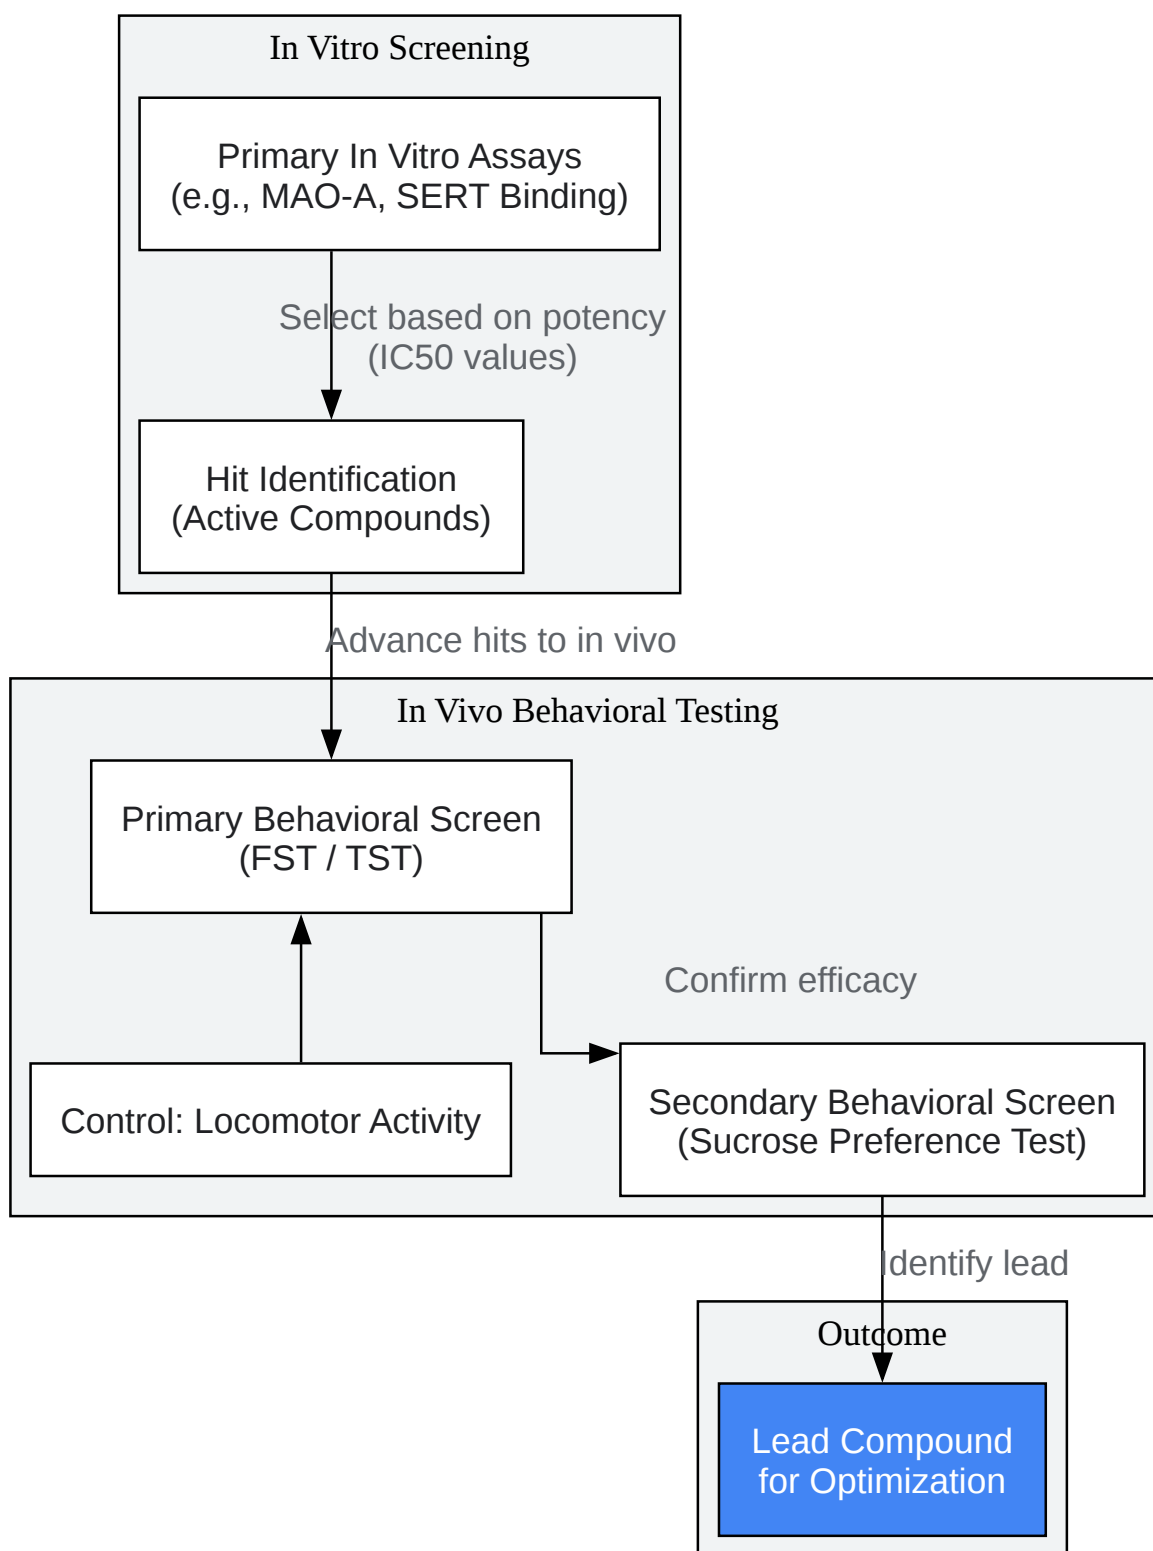 In Vitro Screening
Primary In Vitro Assays
(e.g., MAO-A, SERT Binding)
Select based on potency
(IC50 values)
Hit Identification
(Active Compounds)
Advance hits to in vivo
In Vivo Behavioral Testing
Primary Behavioral Screen
(FST / TST)
Confirm efficacy
Control: Locomotor Activity
Secondary Behavioral Screen
(Sucrose Preference Test)
Identify lead
Outcome
Lead Compound
for Optimization